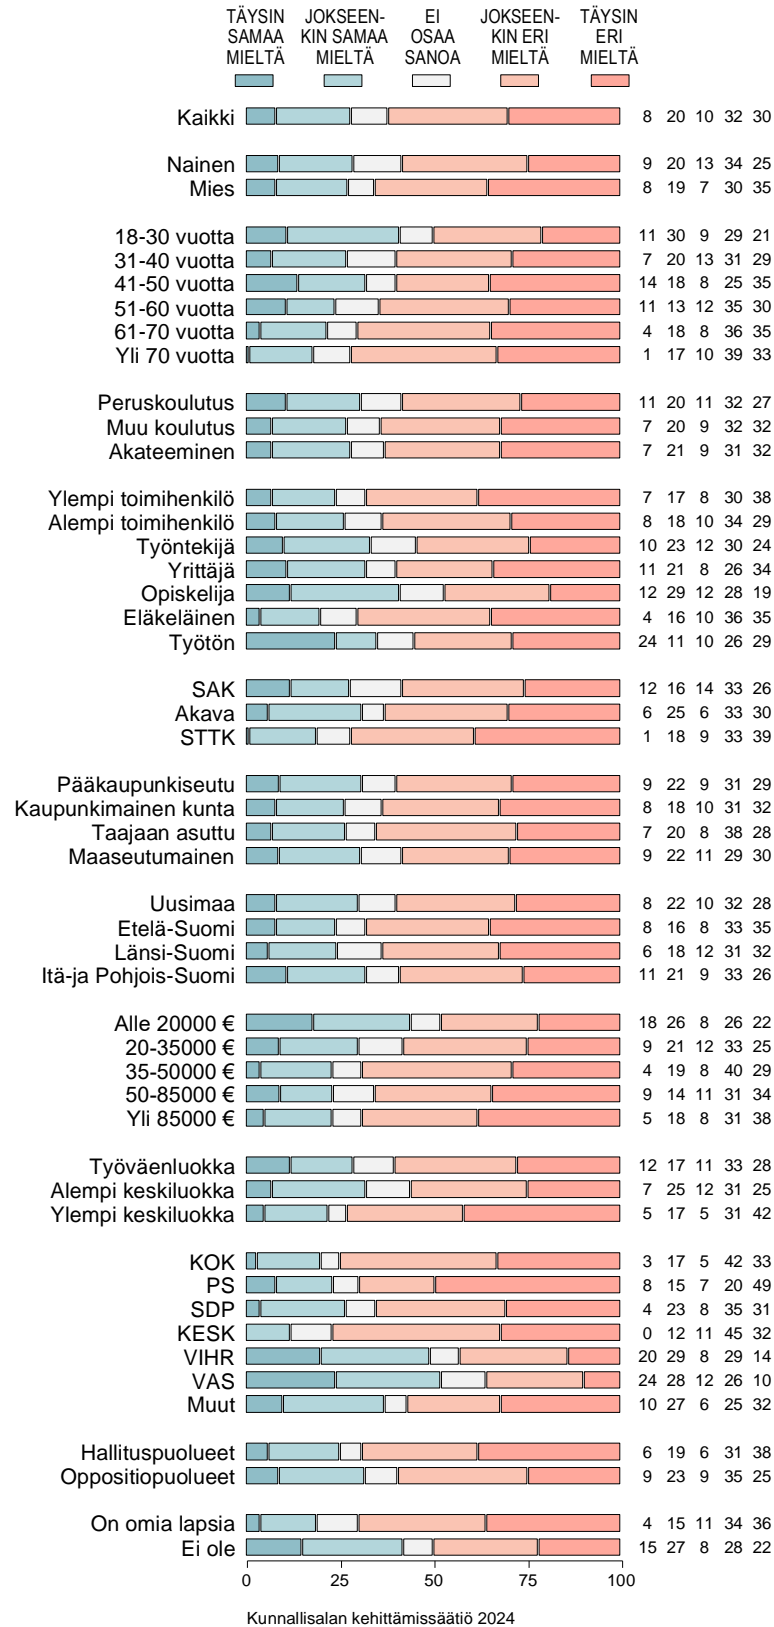 TÄYSIN JOKSEEN- EI JOKSEEN- TÄYSIN
SAMAA KIN SAMAA OSAA KIN ERI ERI
MIELTÄ MIELTÄ SANOA MIELTÄ MIELTÄ
Kaikki 8 20 10 32 30
Nainen 9 20 13 34 25
Mies 8 19 7 30 35
18-30 vuotta 11 30 9 29 21
31-40 vuotta 7 20 13 31 29
41-50 vuotta 14 18 8 25 35
51-60 vuotta 11 13 12 35 30
61-70 vuotta 4 18 8 36 35
Yli 70 vuotta 1 17 10 39 33
Peruskoulutus 11 20 11 32 27
Muu koulutus 7 20 9 32 32
Akateeminen 7 21 9 31 32
Ylempi toimihenkilö 7 17 8 30 38
Alempi toimihenkilö 8 18 10 34 29
Työntekijä 10 23 12 30 24
Yrittäjä 11 21 8 26 34
Opiskelija 12 29 12 28 19
Eläkeläinen 4 16 10 36 35
Työtön 24 11 10 26 29
SAK 12 16 14 33 26
Akava 6 25 6 33 30
STTK 1 18 9 33 39
Pääkaupunkiseutu 9 22 9 31 29
Kaupunkimainen kunta 8 18 10 31 32
Taajaan asuttu 7 20 8 38 28
Maaseutumainen 9 22 11 29 30
Uusimaa 8 22 10 32 28
Etelä-Suomi 8 16 8 33 35
Länsi-Suomi 6 18 12 31 32
Itä-ja Pohjois-Suomi 11 21 9 33 26
Alle 20000 € 18 26 8 26 22
20-35000 € 9 21 12 33 25
35-50000 € 4 19 8 40 29
50-85000 € 9 14 11 31 34
Yli 85000 € 5 18 8 31 38
Työväenluokka 12 17 11 33 28
Alempi keskiluokka 7 25 12 31 25
Ylempi keskiluokka 5 17 5 31 42
KOK 3 17 5 42 33
PS 8 15 7 20 49
SDP 4 23 8 35 31
KESK 0 12 11 45 32
VIHR 20 29 8 29 14
VAS 24 28 12 26 10
Muut 10 27 6 25 32
Hallituspuolueet 6 19 6 31 38
Oppositiopuolueet 9 23 9 35 25
On omia lapsia 4 15 11 34 36
Ei ole 15 27 8 28 22
0 25 50 75 100
Kunnallisalan kehittämissäätiö 2024